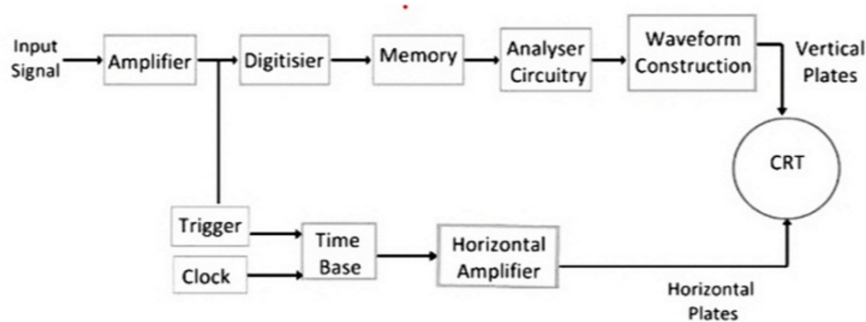 Input
Signal
Amplifier
Digitisier
Memory
Analyser
Circuitry
Waveform
Construction
Vertical
Plates
CRT
Trigger
Clock
Time
Base
Horizontal
Amplifier
Horizontal
Plates